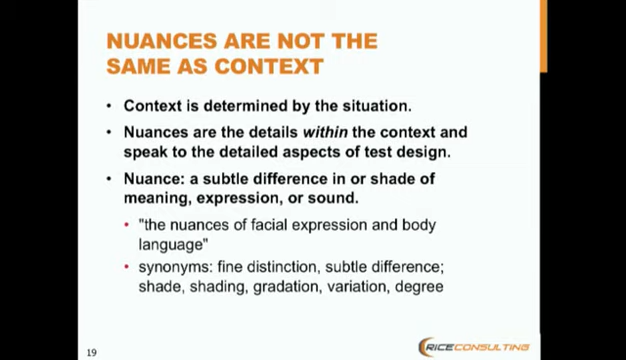 NUANCES ARE NOT THE
SAME AS CONTEXT
• Context is determined by the situation.
• Nuances are the details within the context and
speak to the detailed aspects of test design.
• Nuance: a subtle difference in or shade of
meaning, expression, or sound.
• "the nuances of facial expression and body
language"
• synonyms: fine distinction, subtle difference;
shade, shading, gradation, variation, degree
19
RICECONSULTING